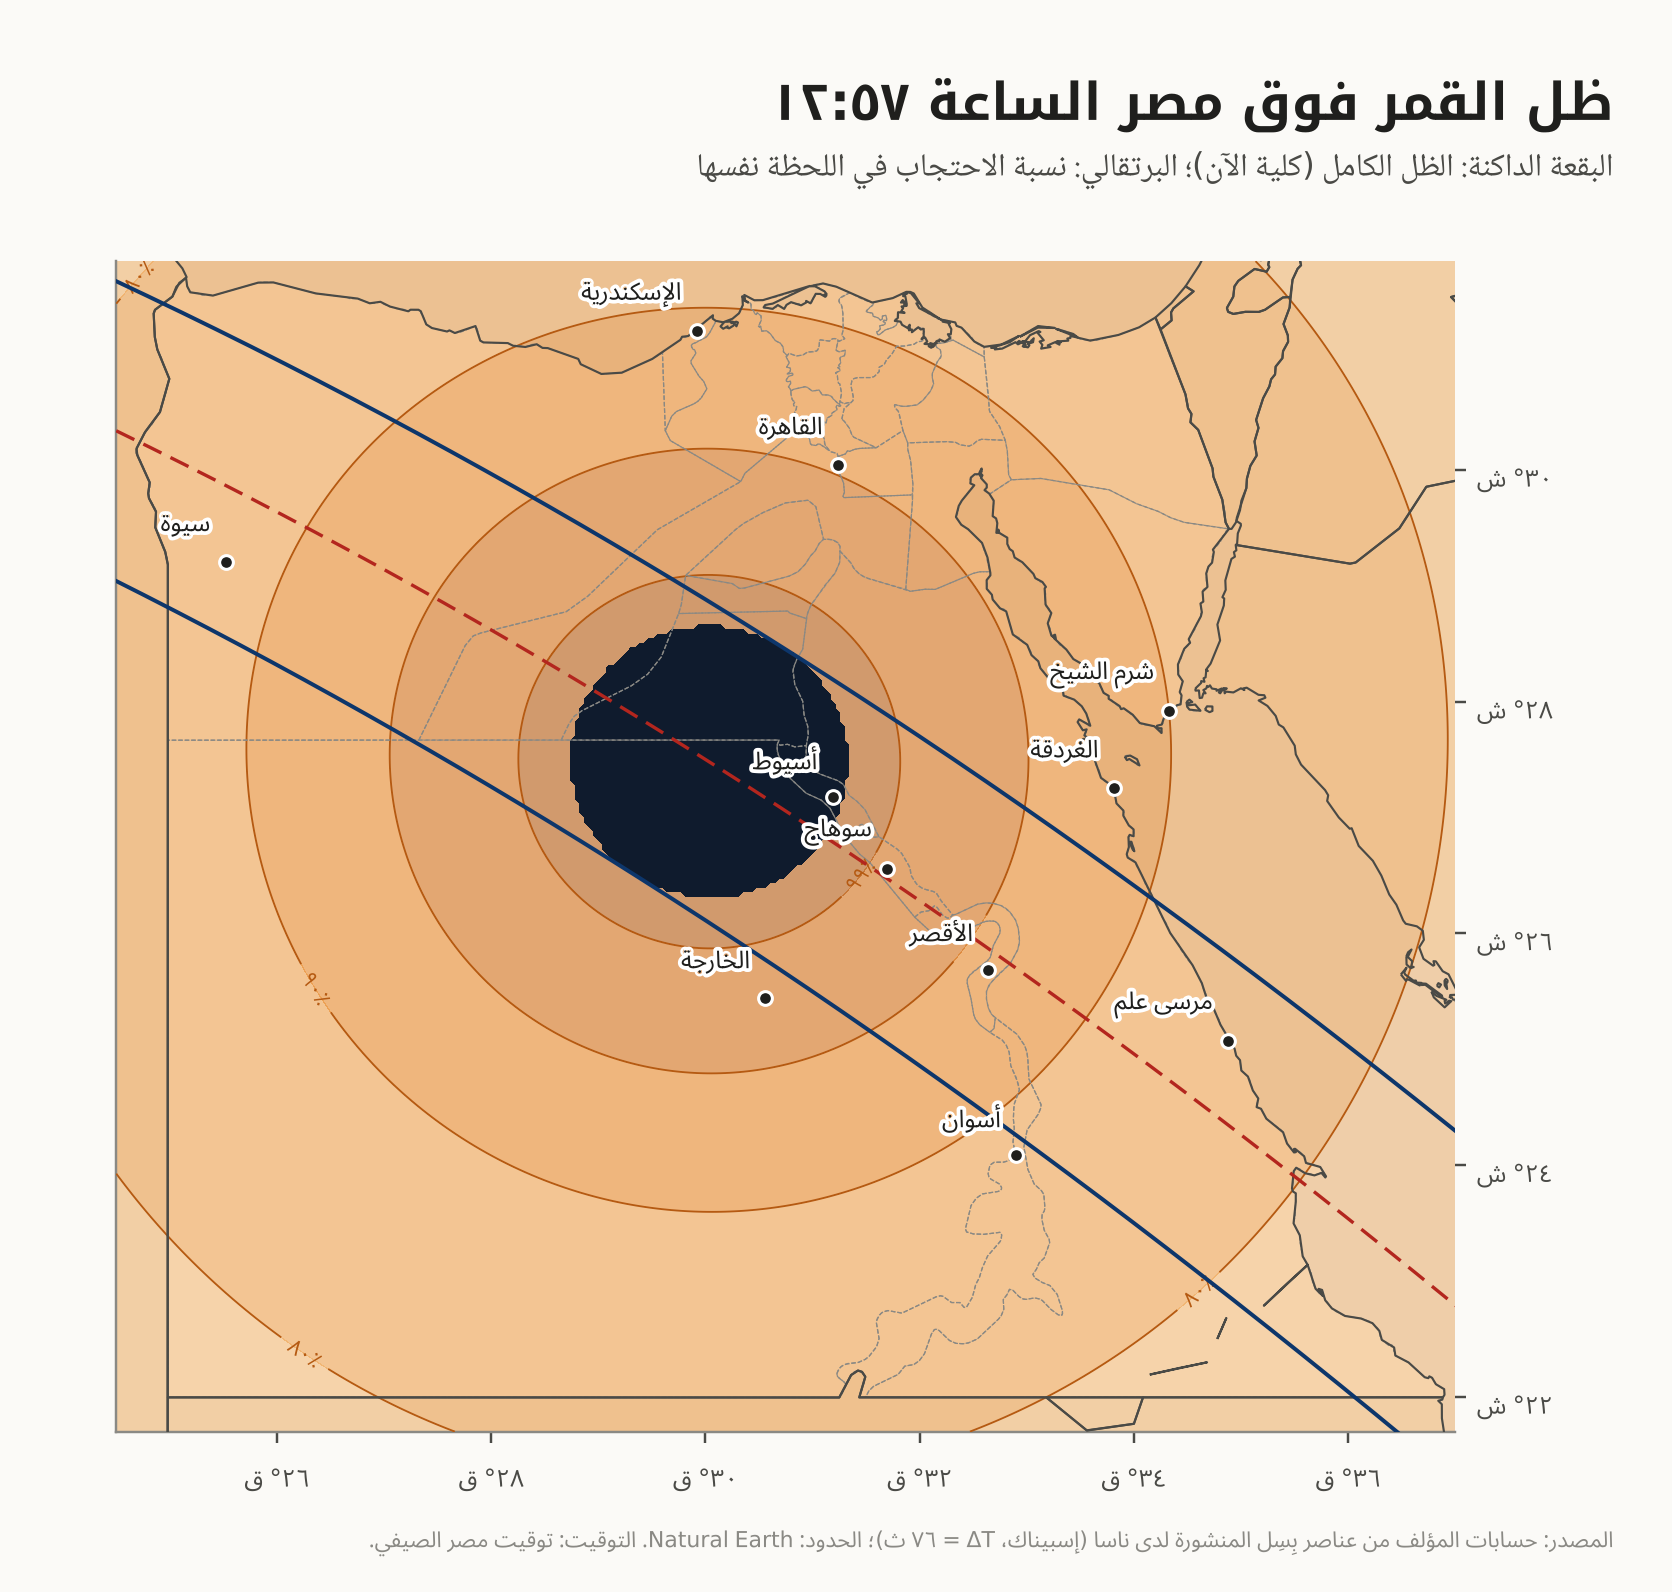 ظل القمر فوق مصر الساعة ١٢:٥٧
البقعة الداكنة: الظل الكامل (كلية الآن)؛ البرتقالي: نسبة الاحتجاب في اللحظة نفسها
٨٠٪
الإسكندرية
القاهرة
سيوة
شرم الشيخ
الغردقة
أسيوط
سوهاج
٩٩٪
الأقصر
الخارجة
٩٠٪
مرسى علم
أسوان
٨٠٪
٨٠٪
٣٠° ش
٢٨° ش
٢٦° ش
٢٤° ش
٢٢° ش
٢٦° ق
٢٨° ق
٣٠° ق
٣٢° ق
٣٤° ق
٣٦° ق
المصدر: حسابات المؤلف من عناصر بِسِل المنشورة لدى ناسا (إسبيناك، ΔT = ٧٦ ث)؛ الحدود: Natural Earth. التوقيت: توقيت مصر الصيفي.